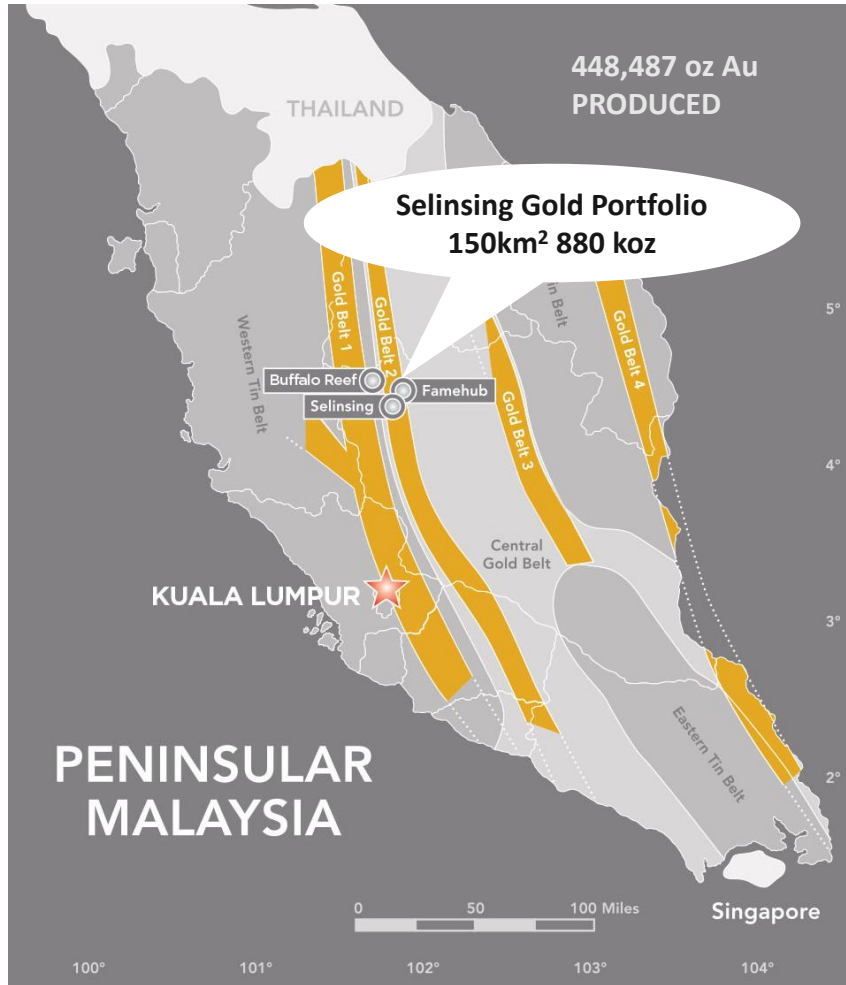 448,487 oz Au
PRODUCED
THAILAND
Selinsing Gold Portfolio
150km² 880 koz
Gold Belt 1
Gold Belt 2
Western Tin Belt
in Belt
Gold Belt 4
5°
Buffalo Reef
Famehub
Selinsing
Gold Belt 3
4°
Central
Gold Belt
KUALA LUMPUR
3°
Eastern Tin Belt
PENINSULAR
MALAYSIA
2°
0 50 100 Miles
Singapore
100° 101° 102° 103° 104°